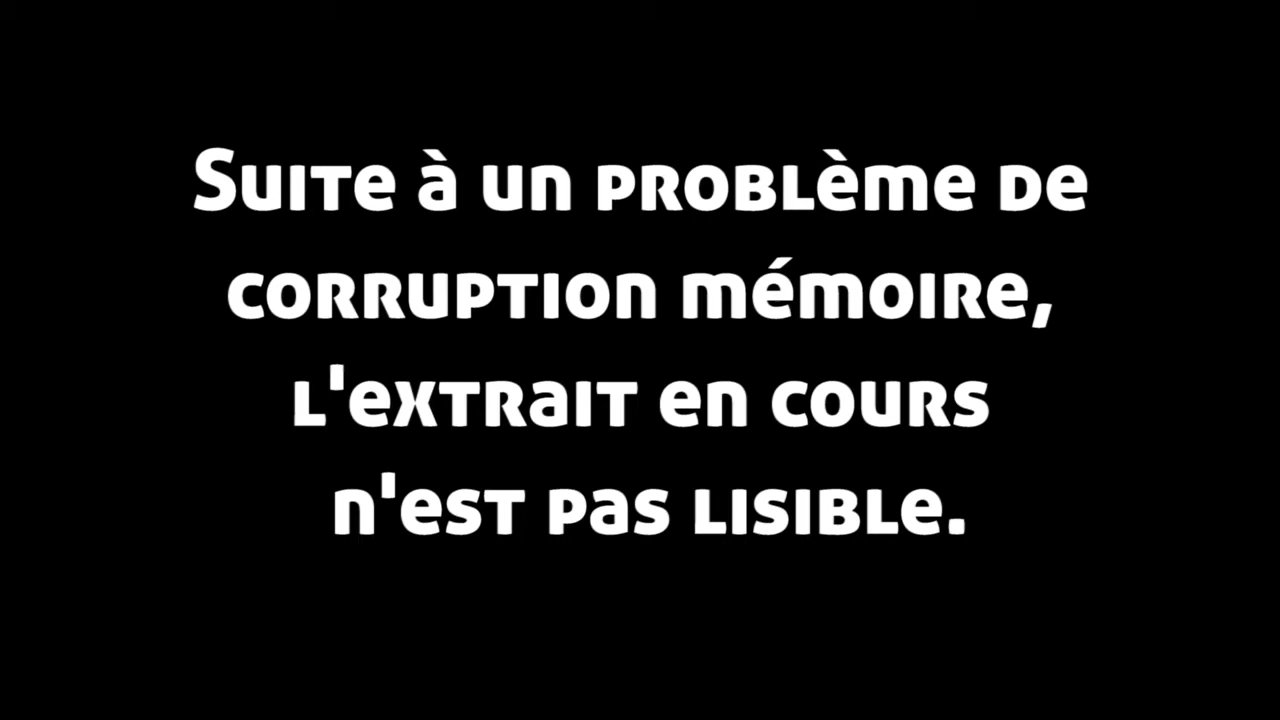 Suite à un problème de
corruption mémoire,
l'extrait en cours
n'est pas lisible.